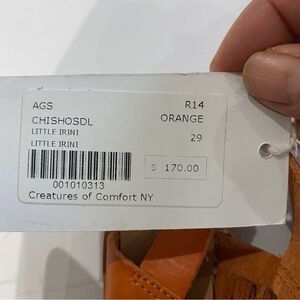 AGS R14
CHISHOSDL ORANGE
LITTLE IRINI
29
LITTLE IRINI
$ 170.00
001010313
Creatures of Comfort NY